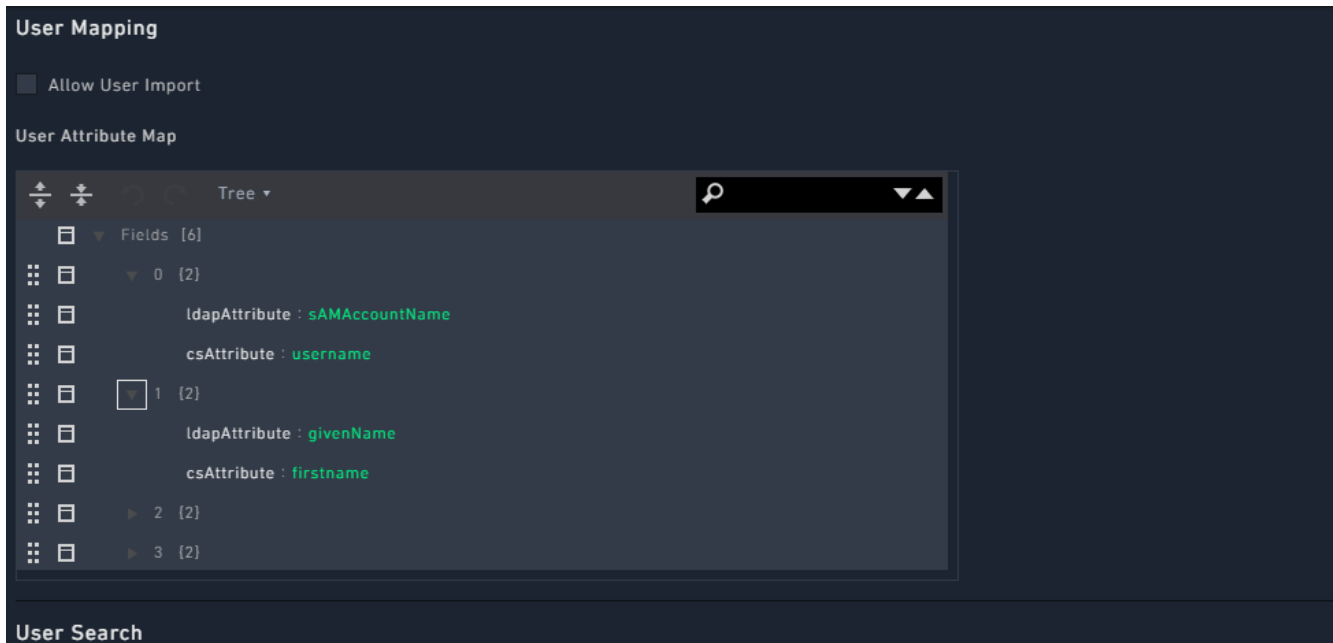 User Mapping
Allow User Import
User Attribute Map
Tree
Fields [6]
0 {2}
ldapAttribute : sAMAccountName
csAttribute : username
1 {2}
ldapAttribute : givenName
csAttribute : firstname
2 {2}
3 {2}
User Search